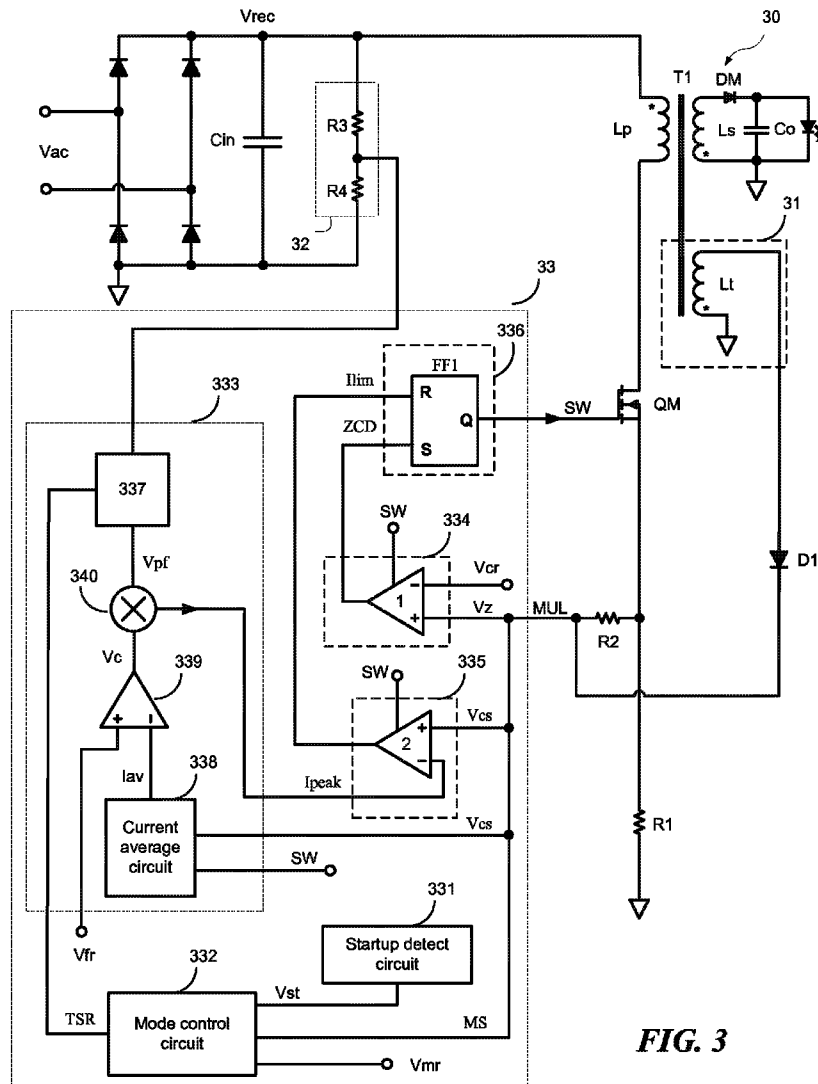 Vrec
30
T1
DM
Lp
Ls
Co
R3
Cin
Vac
R4
32
31
Lt
33
336
FF1
Ilim
R
SW
QM
ZCD
Q
S
333
337
SW
334
Vcr
D1
Vpf
1
340
Vz
MUL
R2
Vc
339
SW
335
+
Vcs
2
338
Iav
Ipeak
R1
Current
average
circuit
Vcs
SW
331
Startup detect
circuit
Vfr
332
Vst
TSR
Mode control
circuit
MS
Vmr
FIG. 3